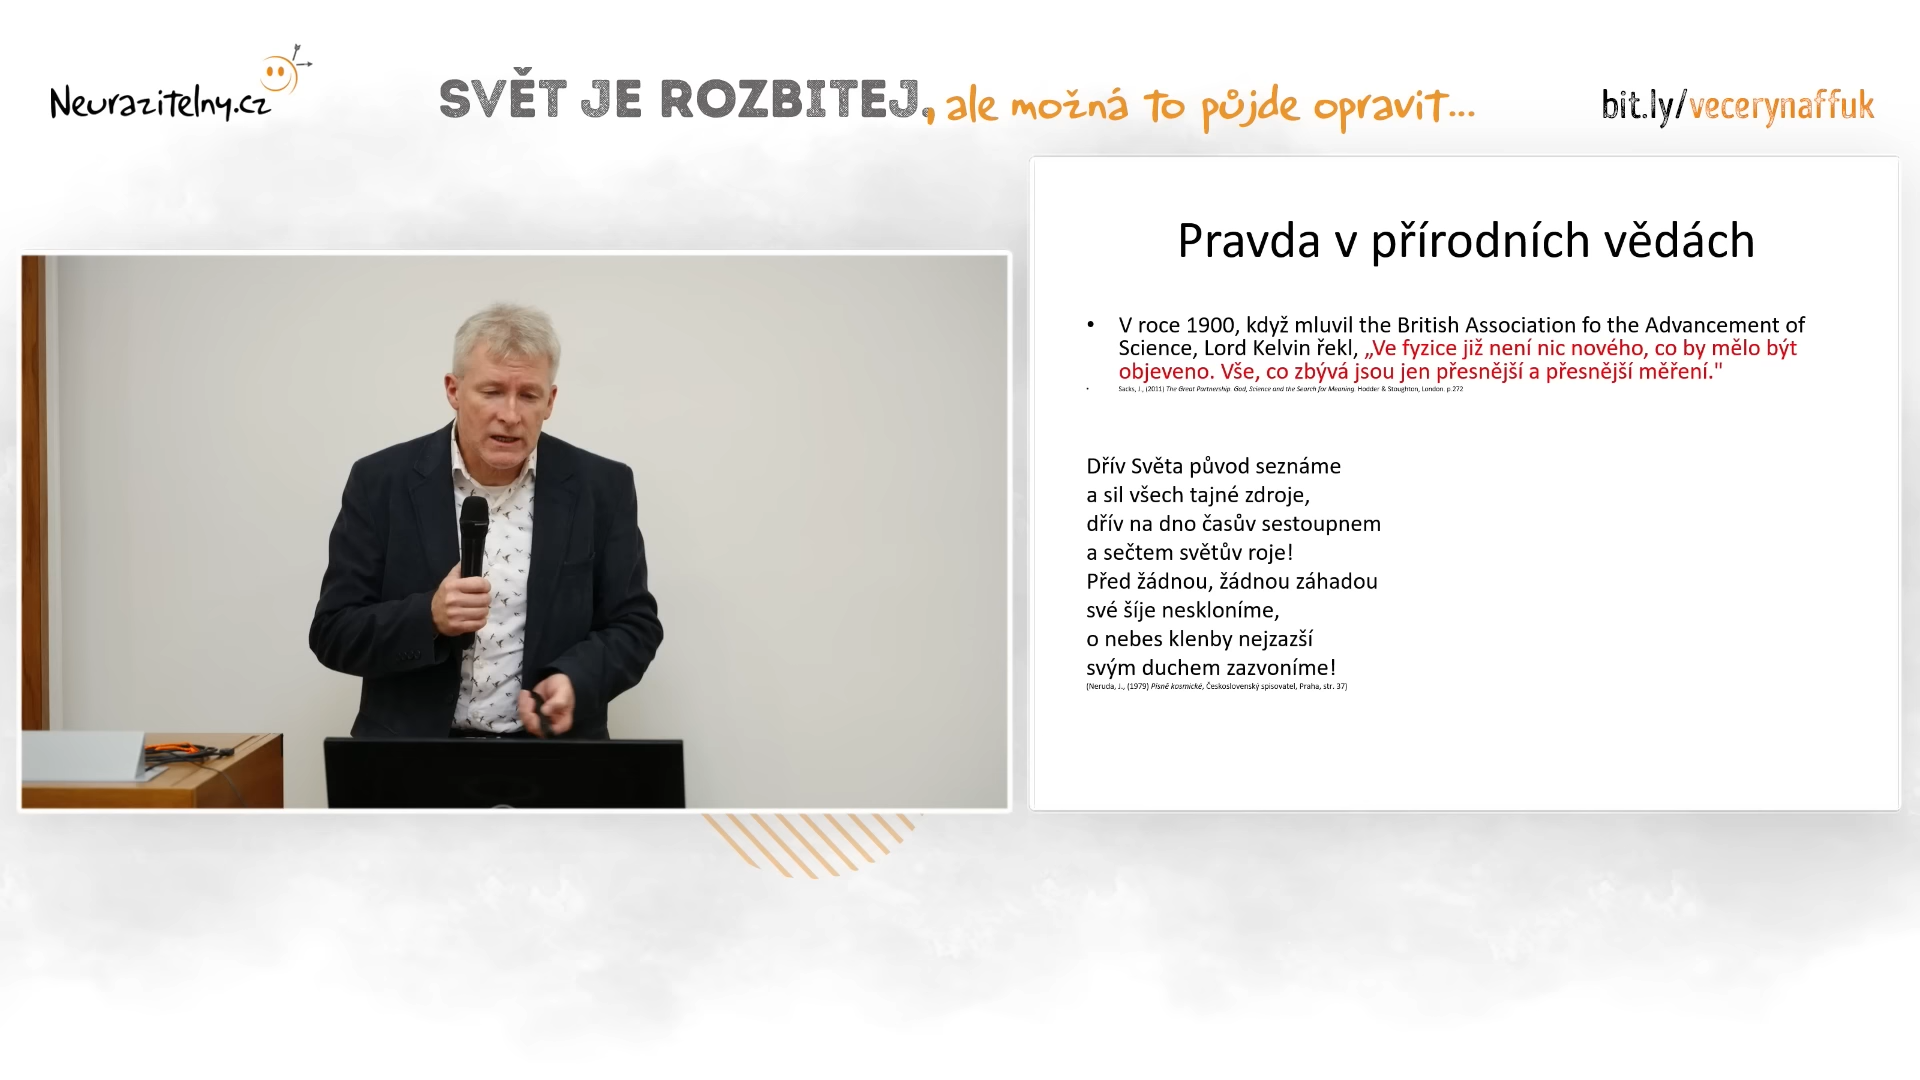 Neurazitelny.cz
SVĚT JE ROZBITEJ, ale možná to půjde opravit...
bit.ly/vecerynaffuk
Pravda v přírodních vědách
• V roce 1900, když mluvil the British Association fo the Advancement of
Science, Lord Kelvin řekl, „Ve fyzice již není nic nového, co by mělo být
objeveno. Vše, co zbývá jsou jen přesnější a přesnější měření."
• Sacks, J., (2011) The Great Partnership God, Science and the Search for Meaning. Hodder & Stoughton, London. p.272
Dřív Světa původ seznáme
a sil všech tajné zdroje,
dřív na dno časův sestoupnem
a sečtem světův roje!
Před žádnou, žádnou záhadou
své šíje neskloníme,
o nebes klenby nejzazší
svým duchem zazvoníme!
(Neruda, J., (1979) Písně kosmické, Československý spisovatel, Praha, str. 37)